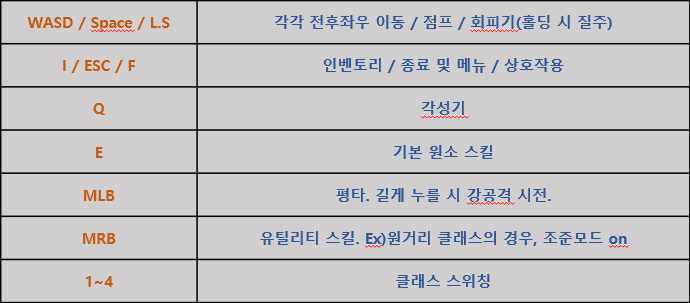 WASD / Space / L.S 각각 전후좌우 이동 / 점프 / 회피기(홀딩 시 질주)
I / ESC / F 인벤토리 / 종료 및 메뉴 / 상호작용
Q 각성기
E 기본 원소 스킬
MLB 평타. 길게 누를 시 강공격 시전.
MRB 유틸리티 스킬. Ex)원거리 클래스의 경우, 조준모드 on
1~4 클래스 스위칭